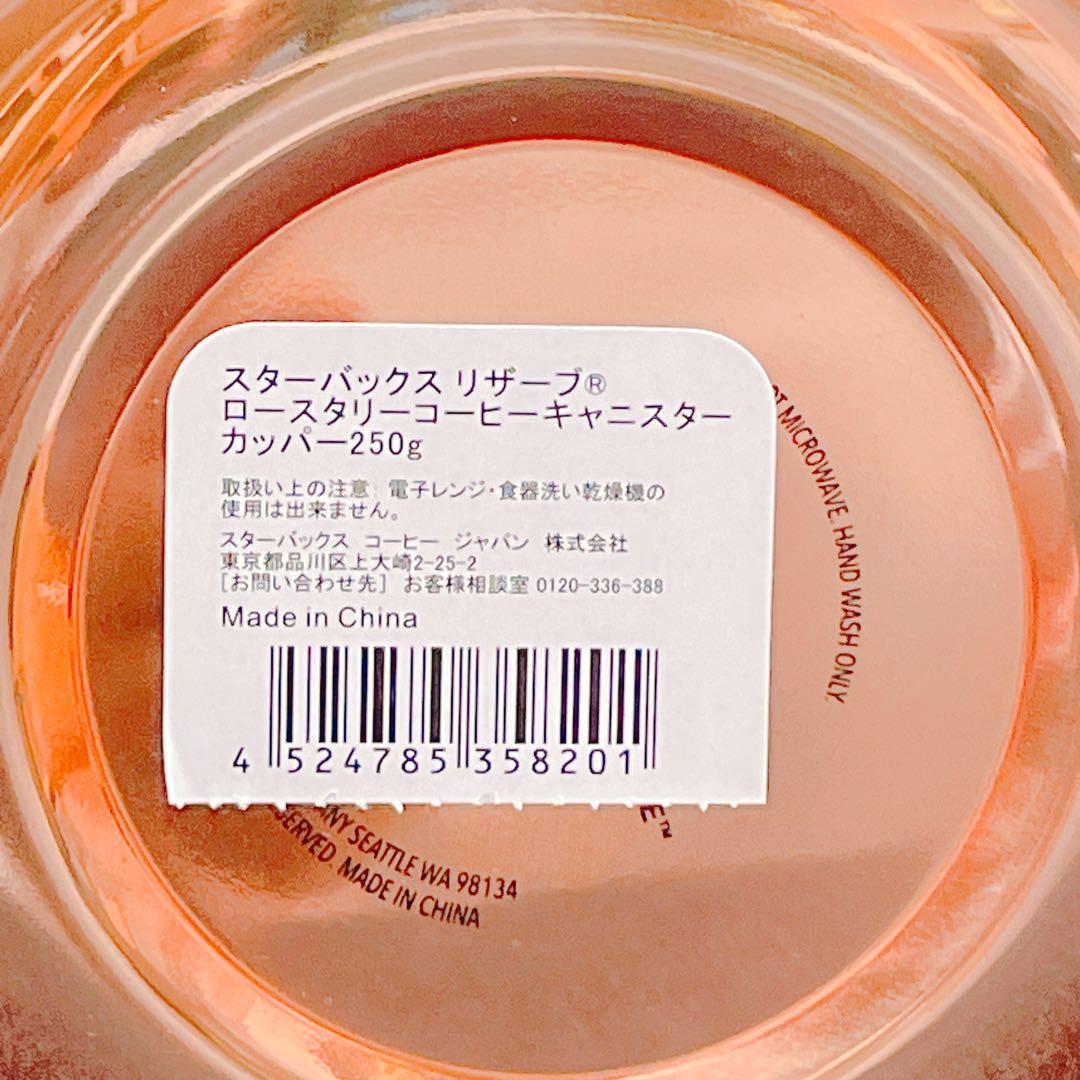 スターバックス リザーブ®
ロースタリーコーヒーキャニスター
カッパー250g
取扱い上の注意: 電子レンジ・食器洗い乾燥機の
使用は出来ません。
スターバックス コーヒー ジャパン 株式会社
東京都品川区上大崎2-25-2
[お問い合わせ先] お客様相談室 0120-336-388
Made in China
4 524785 358201
MICROWAVE. HAND WASH ONLY
SEATTLE WA 98134
MADE IN CHINA